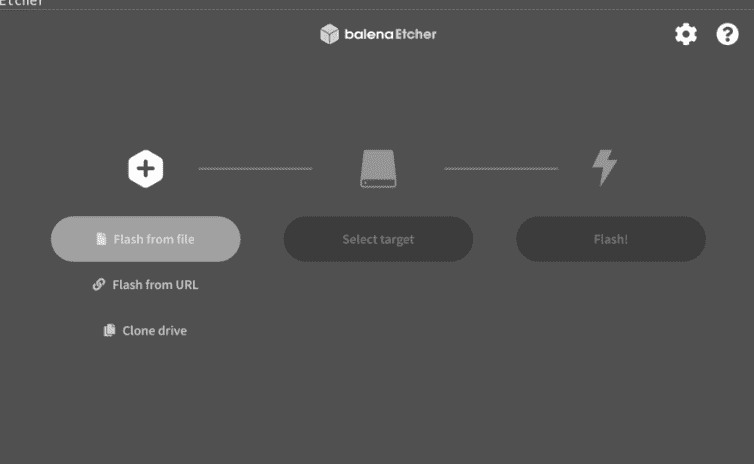 Etcher
balenaEtcher
Flash from file
Select target
Flash!
Flash from URL
Clone drive